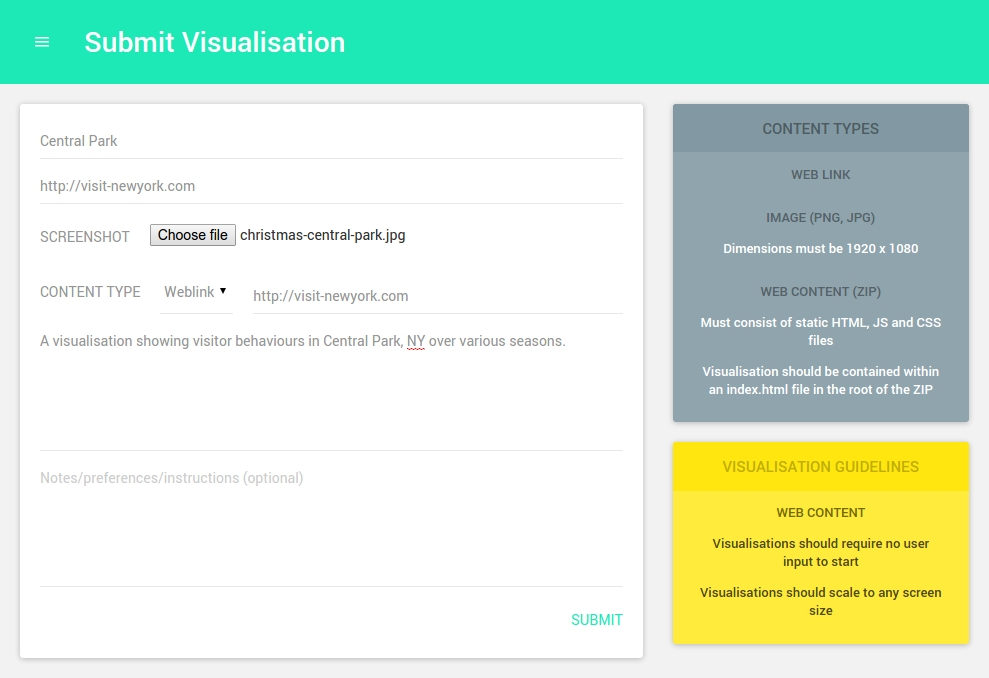 Submit Visualisation
Central Park
http://visit-newyork.com
SCREENSHOT Choose file christmas-central-park.jpg
CONTENT TYPE Weblink http://visit-newyork.com
A visualisation showing visitor behaviours in Central Park, NY over various seasons.
Notes/preferences/instructions (optional)
SUBMIT
CONTENT TYPES
WEB LINK
IMAGE (PNG, JPG)
Dimensions must be 1920 x 1080
WEB CONTENT (ZIP)
Must consist of static HTML, JS and CSS
files
Visualisation should be contained within
an index.html file in the root of the ZIP
VISUALISATION GUIDELINES
WEB CONTENT
Visualisations should require no user
input to start
Visualisations should scale to any screen
size